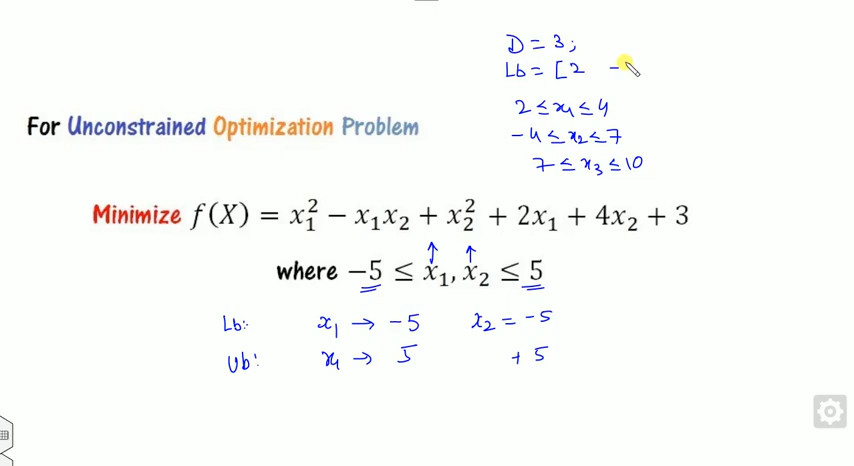 D = 3;
Lb = [2 -
2 ≤ x₁ ≤ 4
-4 ≤ x₂ ≤ 7
7 ≤ x₃ ≤ 10
For Unconstrained Optimization Problem
Minimize f(X) = x₁² − x₁x₂ + x₂² + 2x₁ + 4x₂ + 3
where −5 ≤ x₁, x₂ ≤ 5
Lb: x₁ → -5 x₂ = -5
Ub: x₁ → 5 +5